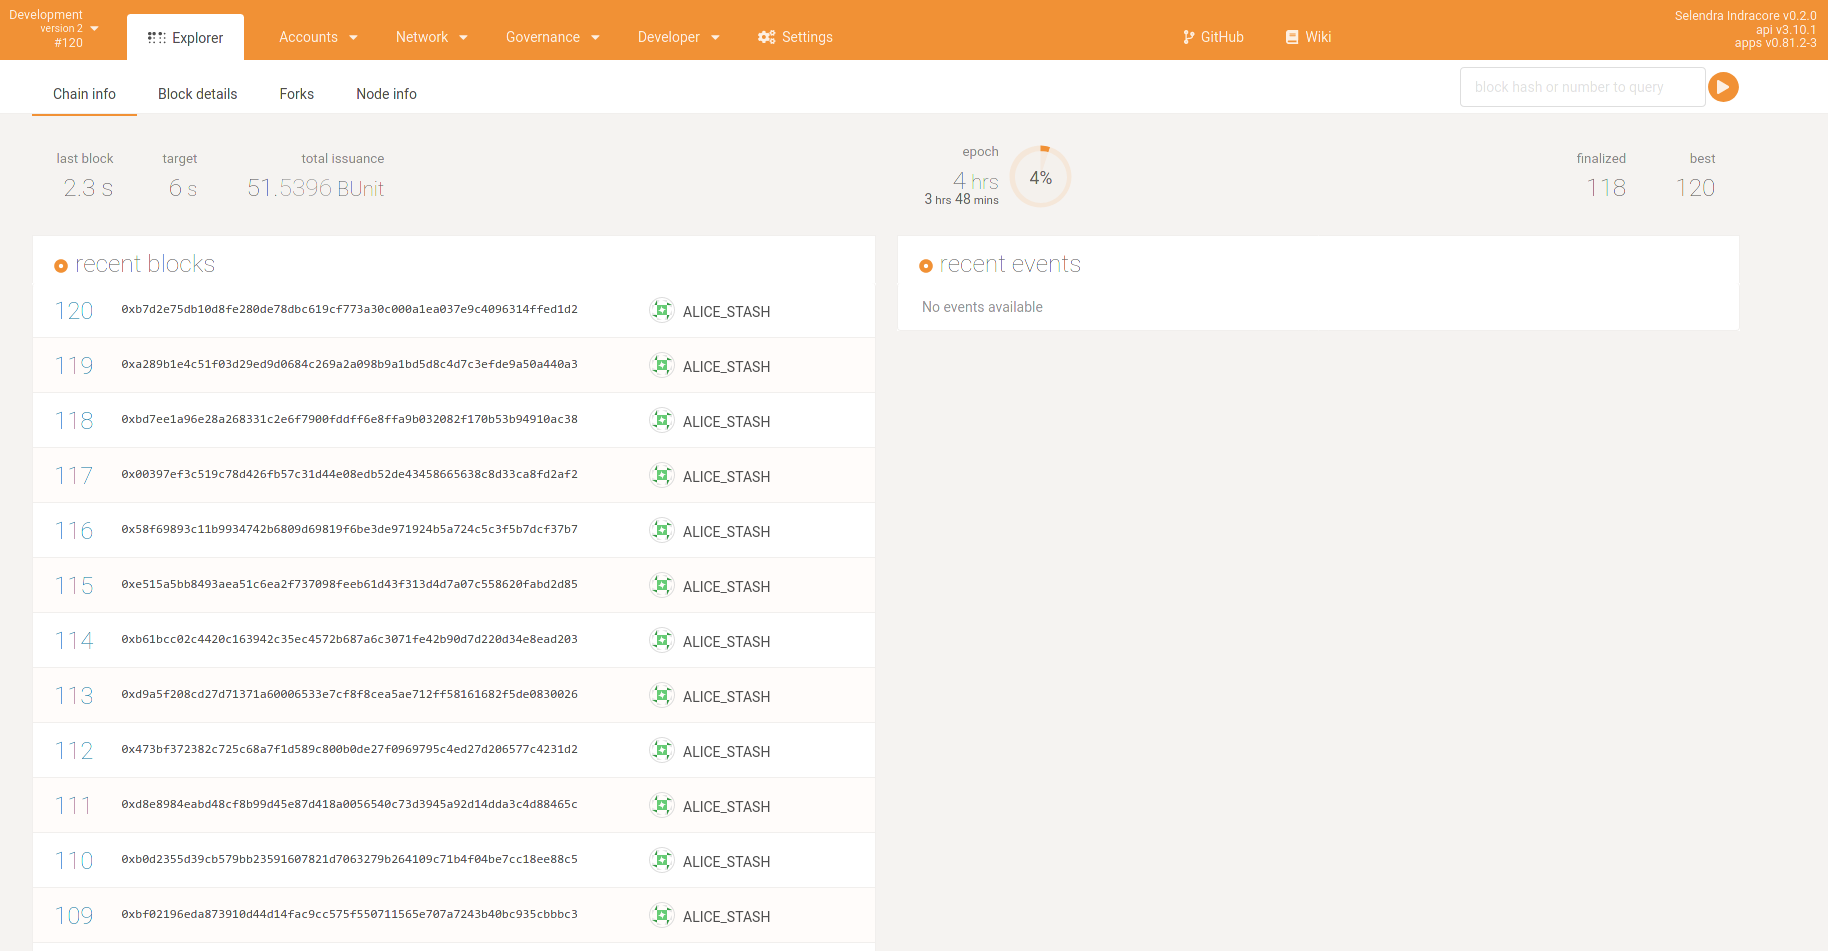 Development
version 2
#120
Explorer
Accounts
Network
Governance
Developer
Settings
GitHub
Wiki
Selendra Indracore v0.2.0
api v3.10.1
apps v0.81.2-3
Chain info
Block details
Forks
Node info
block hash or number to query
last block
2.3 s
target
6 s
total issuance
51.5396 BUnit
epoch
4 hrs
3 hrs 48 mins
4%
finalized
118
best
120
recent blocks
120 0xb7d2e75db10d8fe280de78dbc619cf773a30c000a1ea037e9c4096314ffed1d2 ALICE_STASH
119 0xa289b1e4c51f03d29ed9d0684c269a2a098b9a1bd5d8c4d7c3efde9a50a440a3 ALICE_STASH
118 0xbd7ee1a96e28a268331c2e6f7900fddff6e8ffa9b032082f170b53b94910ac38 ALICE_STASH
117 0x00397ef3c519c78d426fb57c31d44e08edb52de43458665638c8d33ca8fd2af2 ALICE_STASH
116 0x58f69893c11b9934742b6809d69819f6be3de971924b5a724c5c3f5b7dcf37b7 ALICE_STASH
115 0xe515a5bb8493aea51c6ea2f737098feeb61d43f313d4d7a07c558620fabd2d85 ALICE_STASH
114 0xb61bcc02c4420c163942c35ec4572b687a6c3071fe42b90d7d220d34e8ead203 ALICE_STASH
113 0xd9a5f208cd27d71371a60006533e7cf8f8cea5ae712ff58161682f5de0830026 ALICE_STASH
112 0x473bf372382c725c68a7f1d589c800b0de27f0969795c4ed27d206577c4231d2 ALICE_STASH
111 0xd8e8984eabd48cf8b99d45e87d418a0056540c73d3945a92d14dda3c4d88465c ALICE_STASH
110 0xb0d2355d39cb579bb23591607821d7063279b264109c71b4f04be7cc18ee88c5 ALICE_STASH
109 0xbf02196eda873910d44d14fac9cc575f550711565e707a7243b40bc935cbbbc3 ALICE_STASH
recent events
No events available